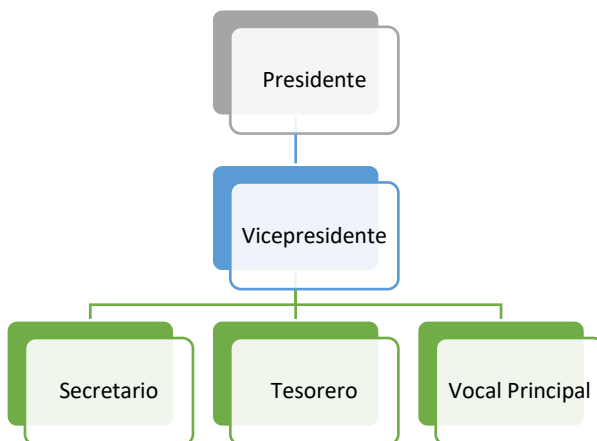 Presidente
Vicepresidente
Secretario
Tesorero
Vocal Principal